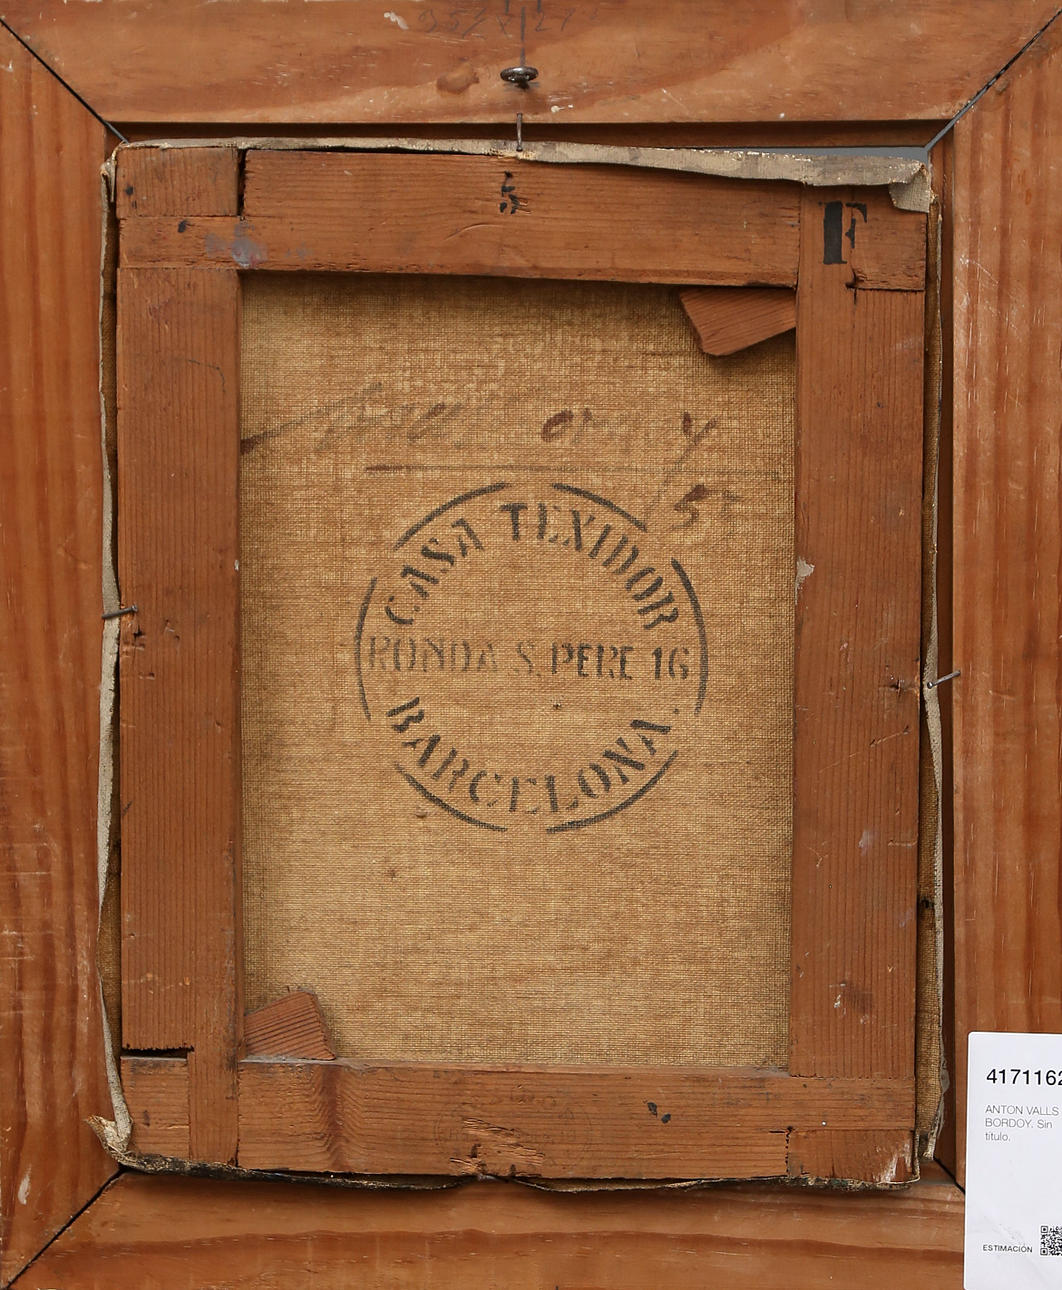 5
F
CASA TEXIDOR
RONDA S. PERE 16
BARCELONA.
4171162
ANTON VALLS
BORDOY. Sin
título.
ESTIMACIÓN